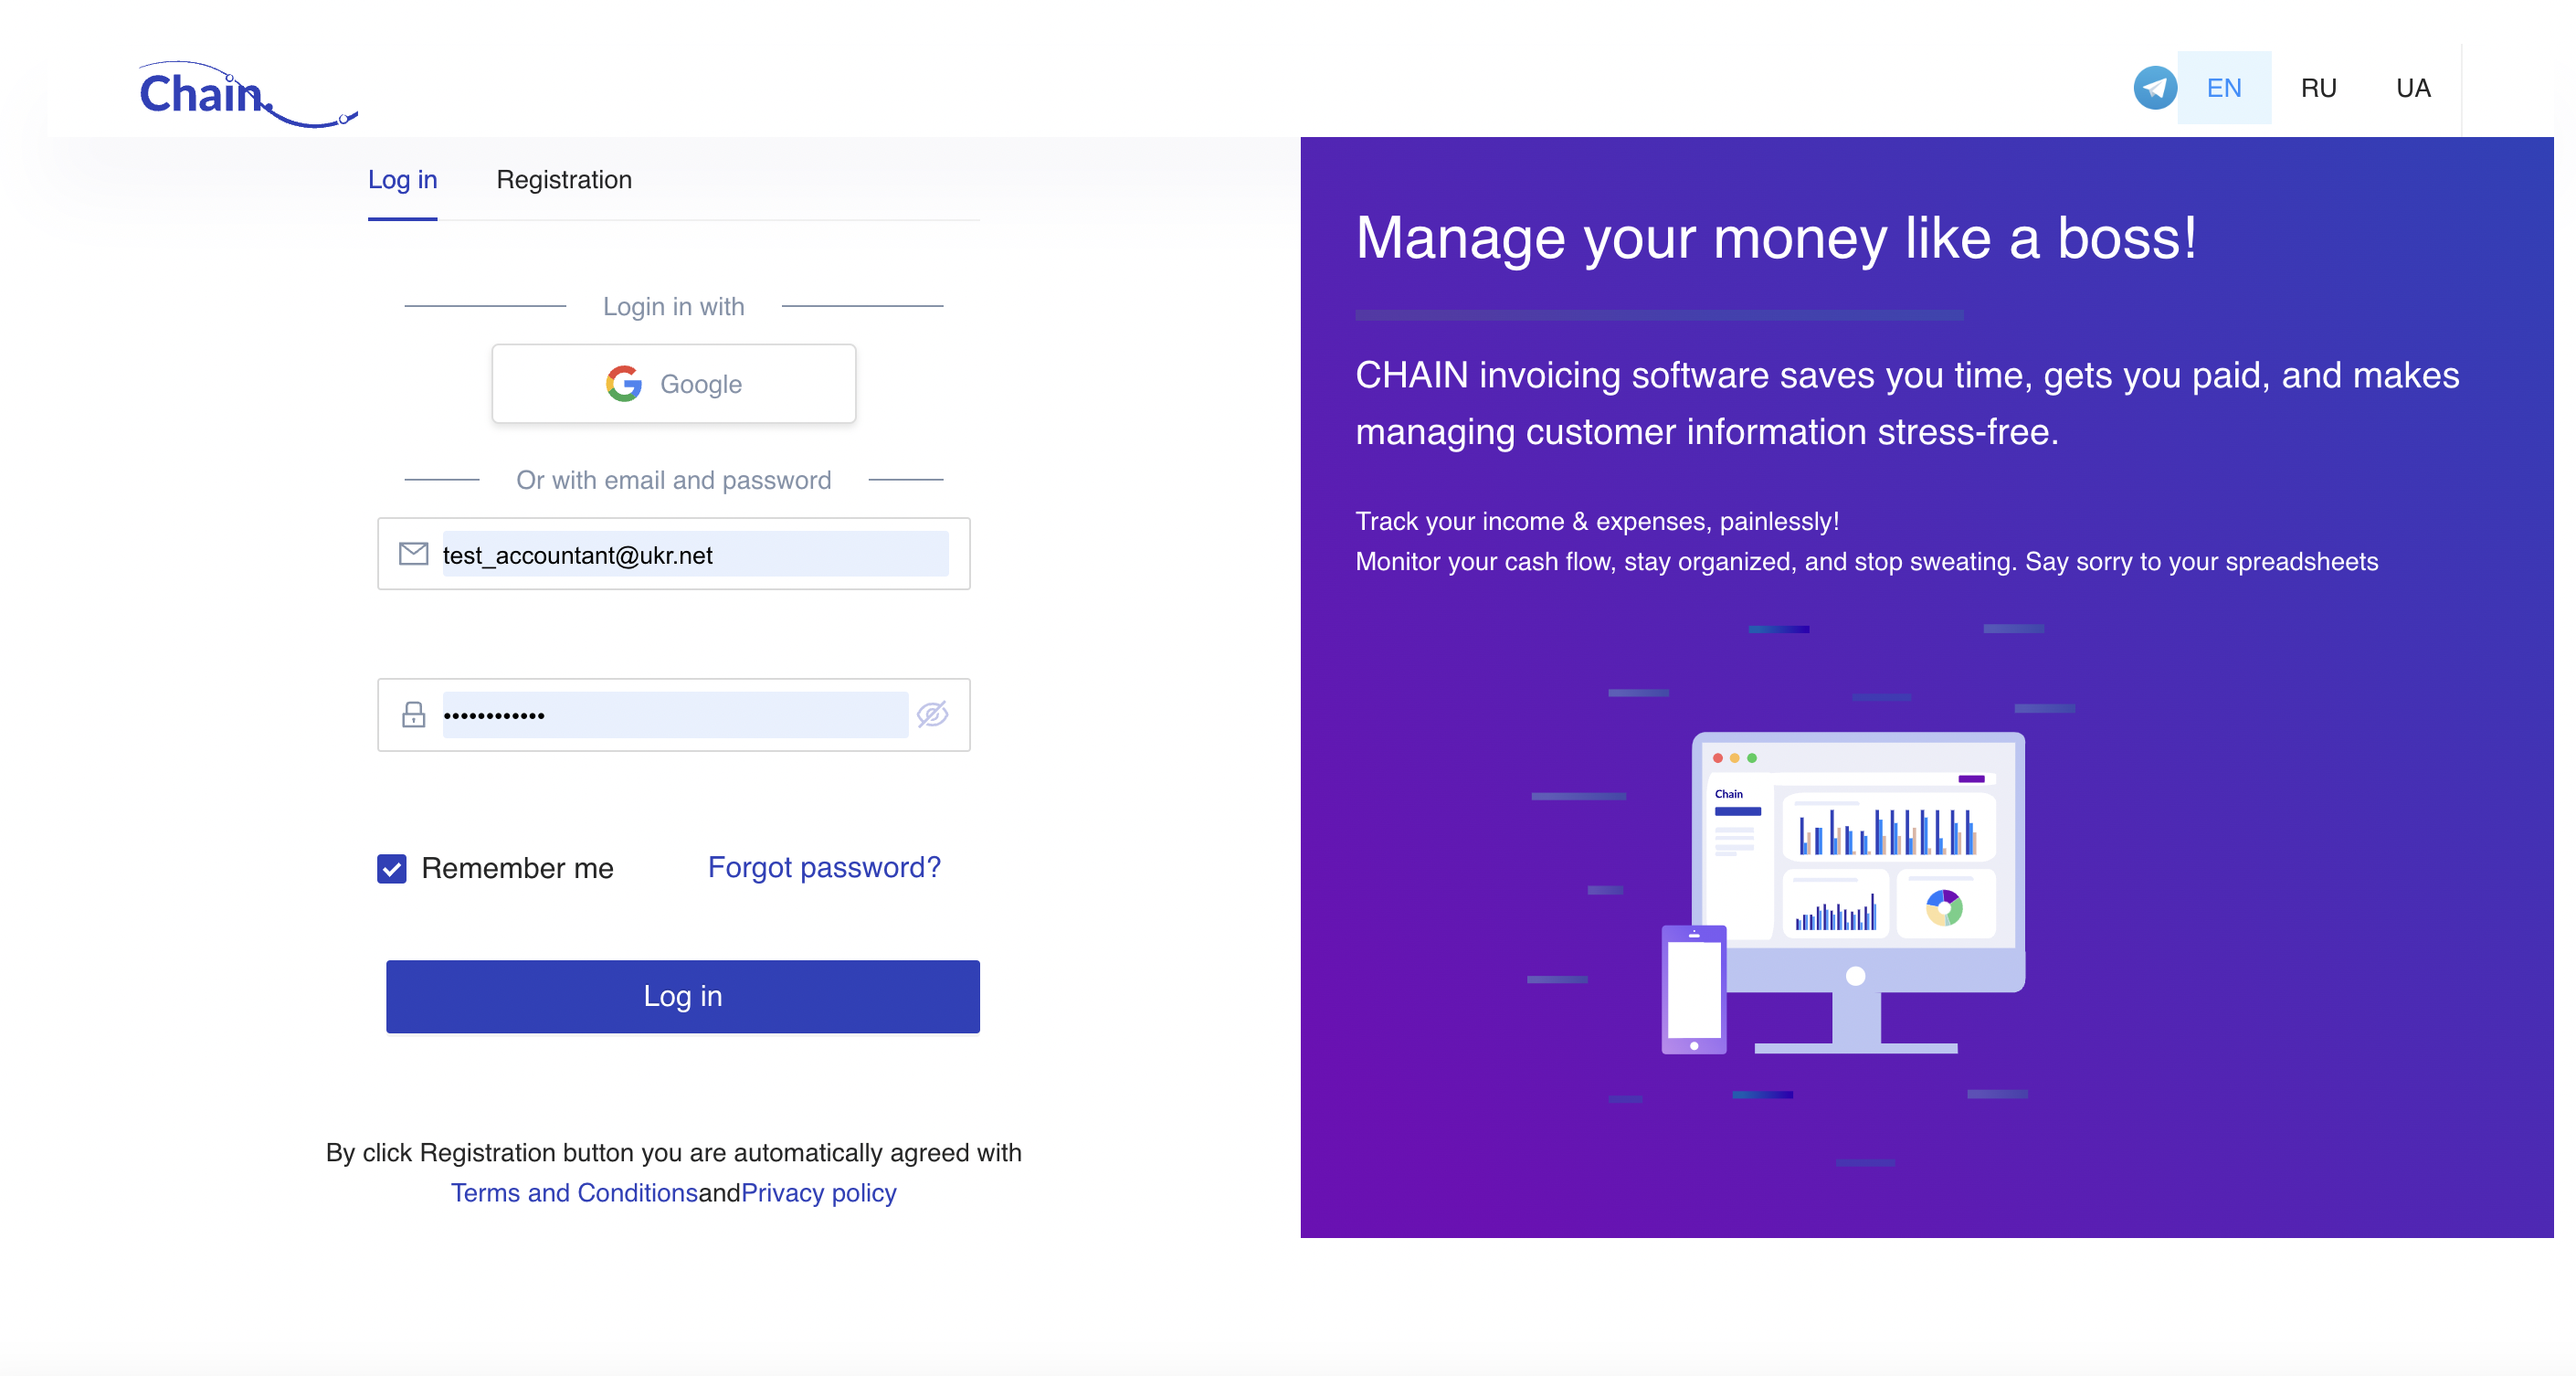 Chain.
EN RU UA
Log in Registration
Login in with
Google
Or with email and password
test_accountant@ukr.net
••••••••••••
Remember me Forgot password?
Log in
By click Registration button you are automatically agreed with
Terms and ConditionsandPrivacy policy
Manage your money like a boss!
CHAIN invoicing software saves you time, gets you paid, and makes
managing customer information stress-free.
Track your income & expenses, painlessly!
Monitor your cash flow, stay organized, and stop sweating. Say sorry to your spreadsheets
Chain